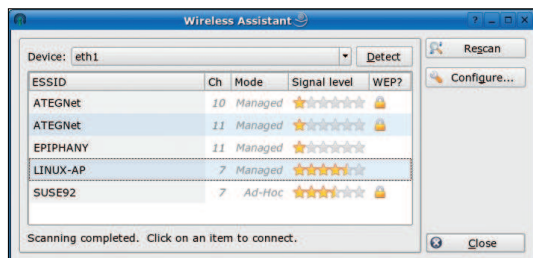 Wireless Assistant
Device: eth1 Detect
Rescan
Configure...
ESSID Ch Mode Signal level WEP?
ATEGNet 10 Managed
ATEGNet 11 Managed
EPIPHANY 11 Managed
LINUX-AP 7 Managed
SUSE92 7 Ad-Hoc
Scanning completed. Click on an item to connect.
Close